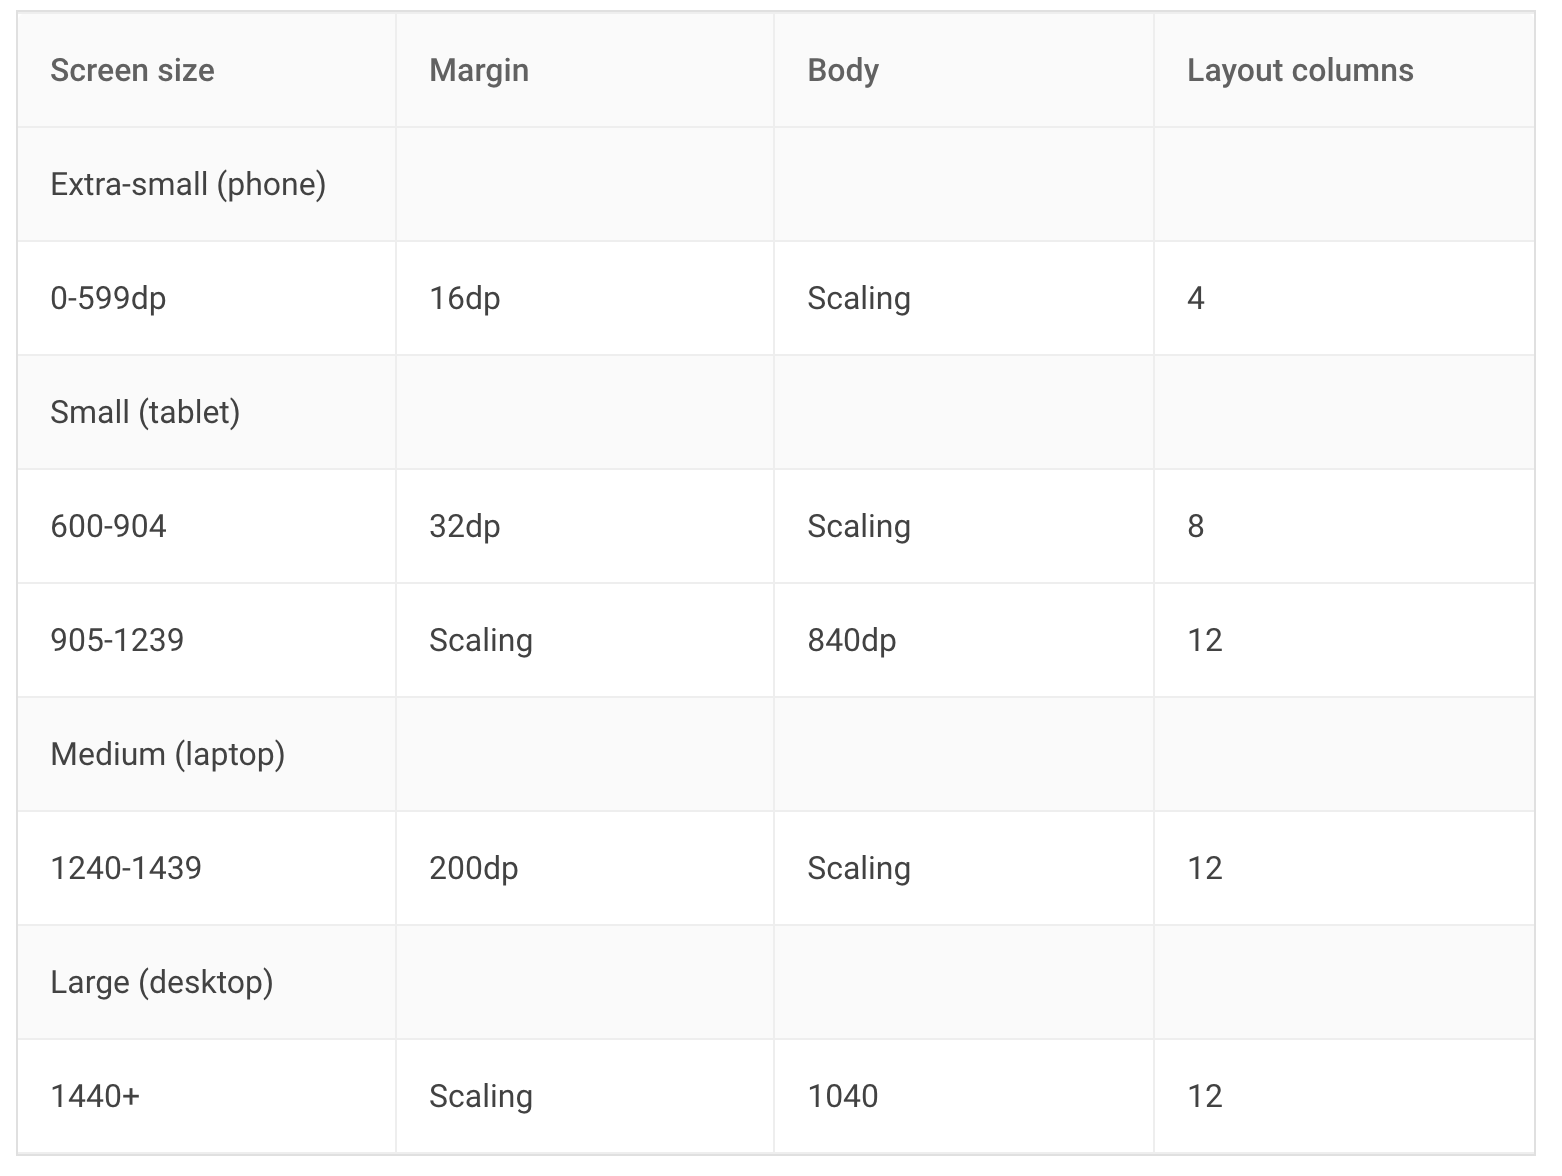 Screen size Margin Body Layout columns
Extra-small (phone)
0-599dp 16dp Scaling 4
Small (tablet)
600-904 32dp Scaling 8
905-1239 Scaling 840dp 12
Medium (laptop)
1240-1439 200dp Scaling 12
Large (desktop)
1440+ Scaling 1040 12